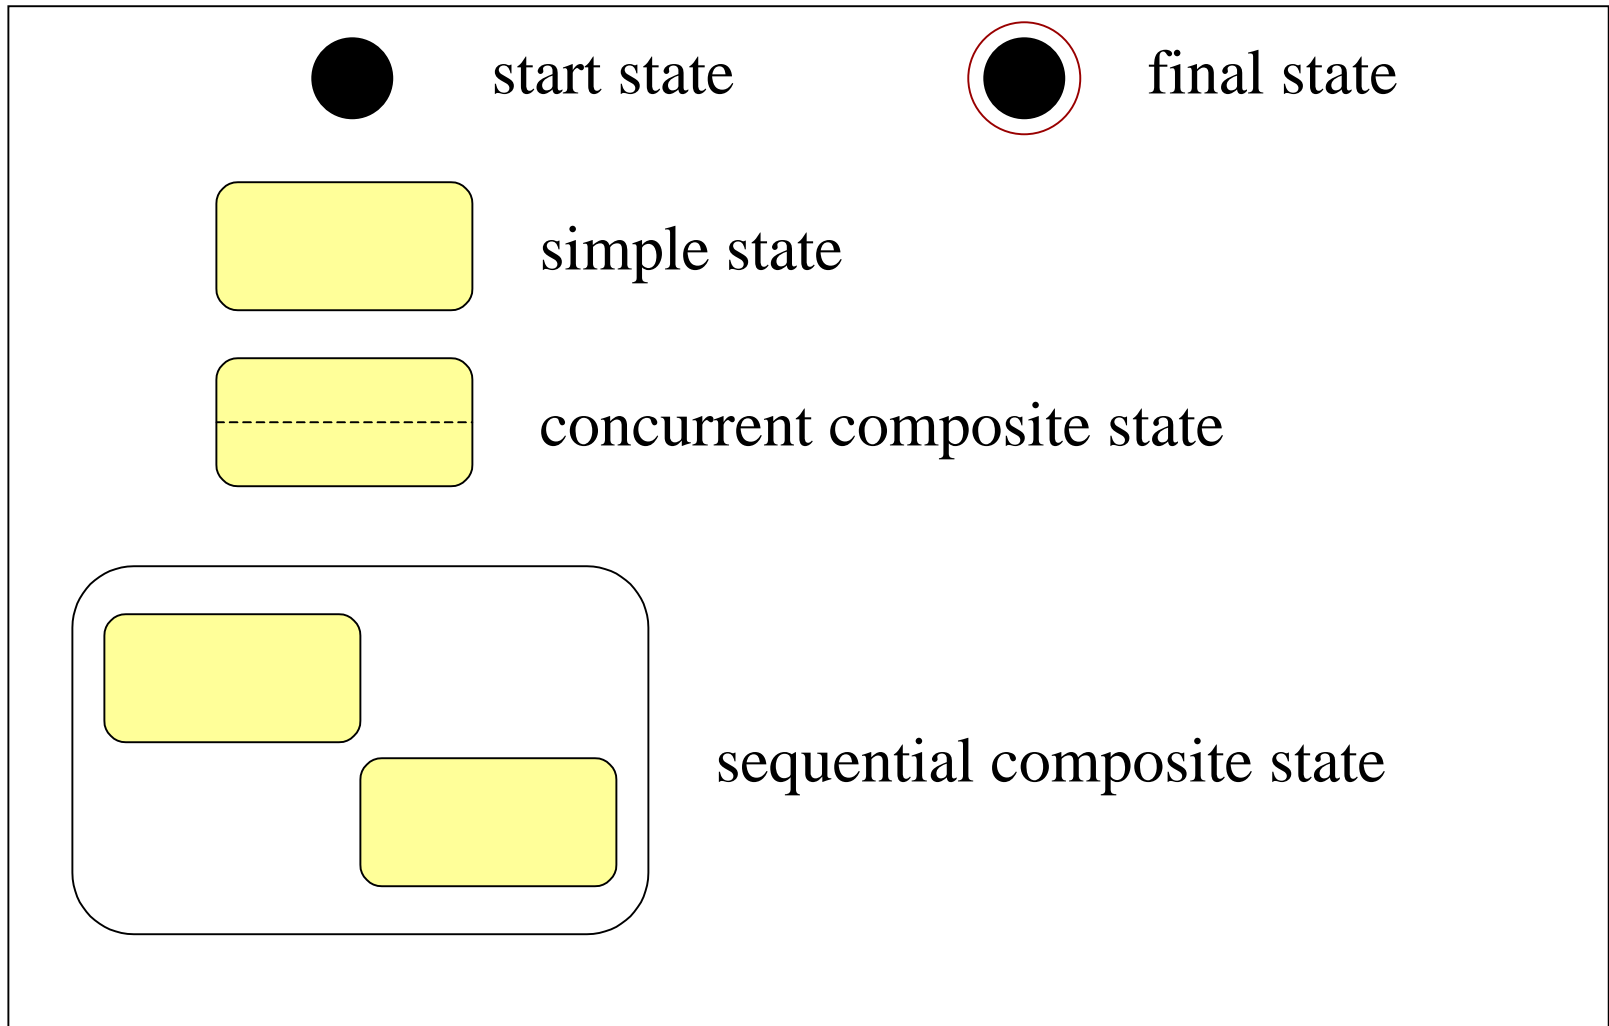 start state
final state
simple state
concurrent composite state
sequential composite state